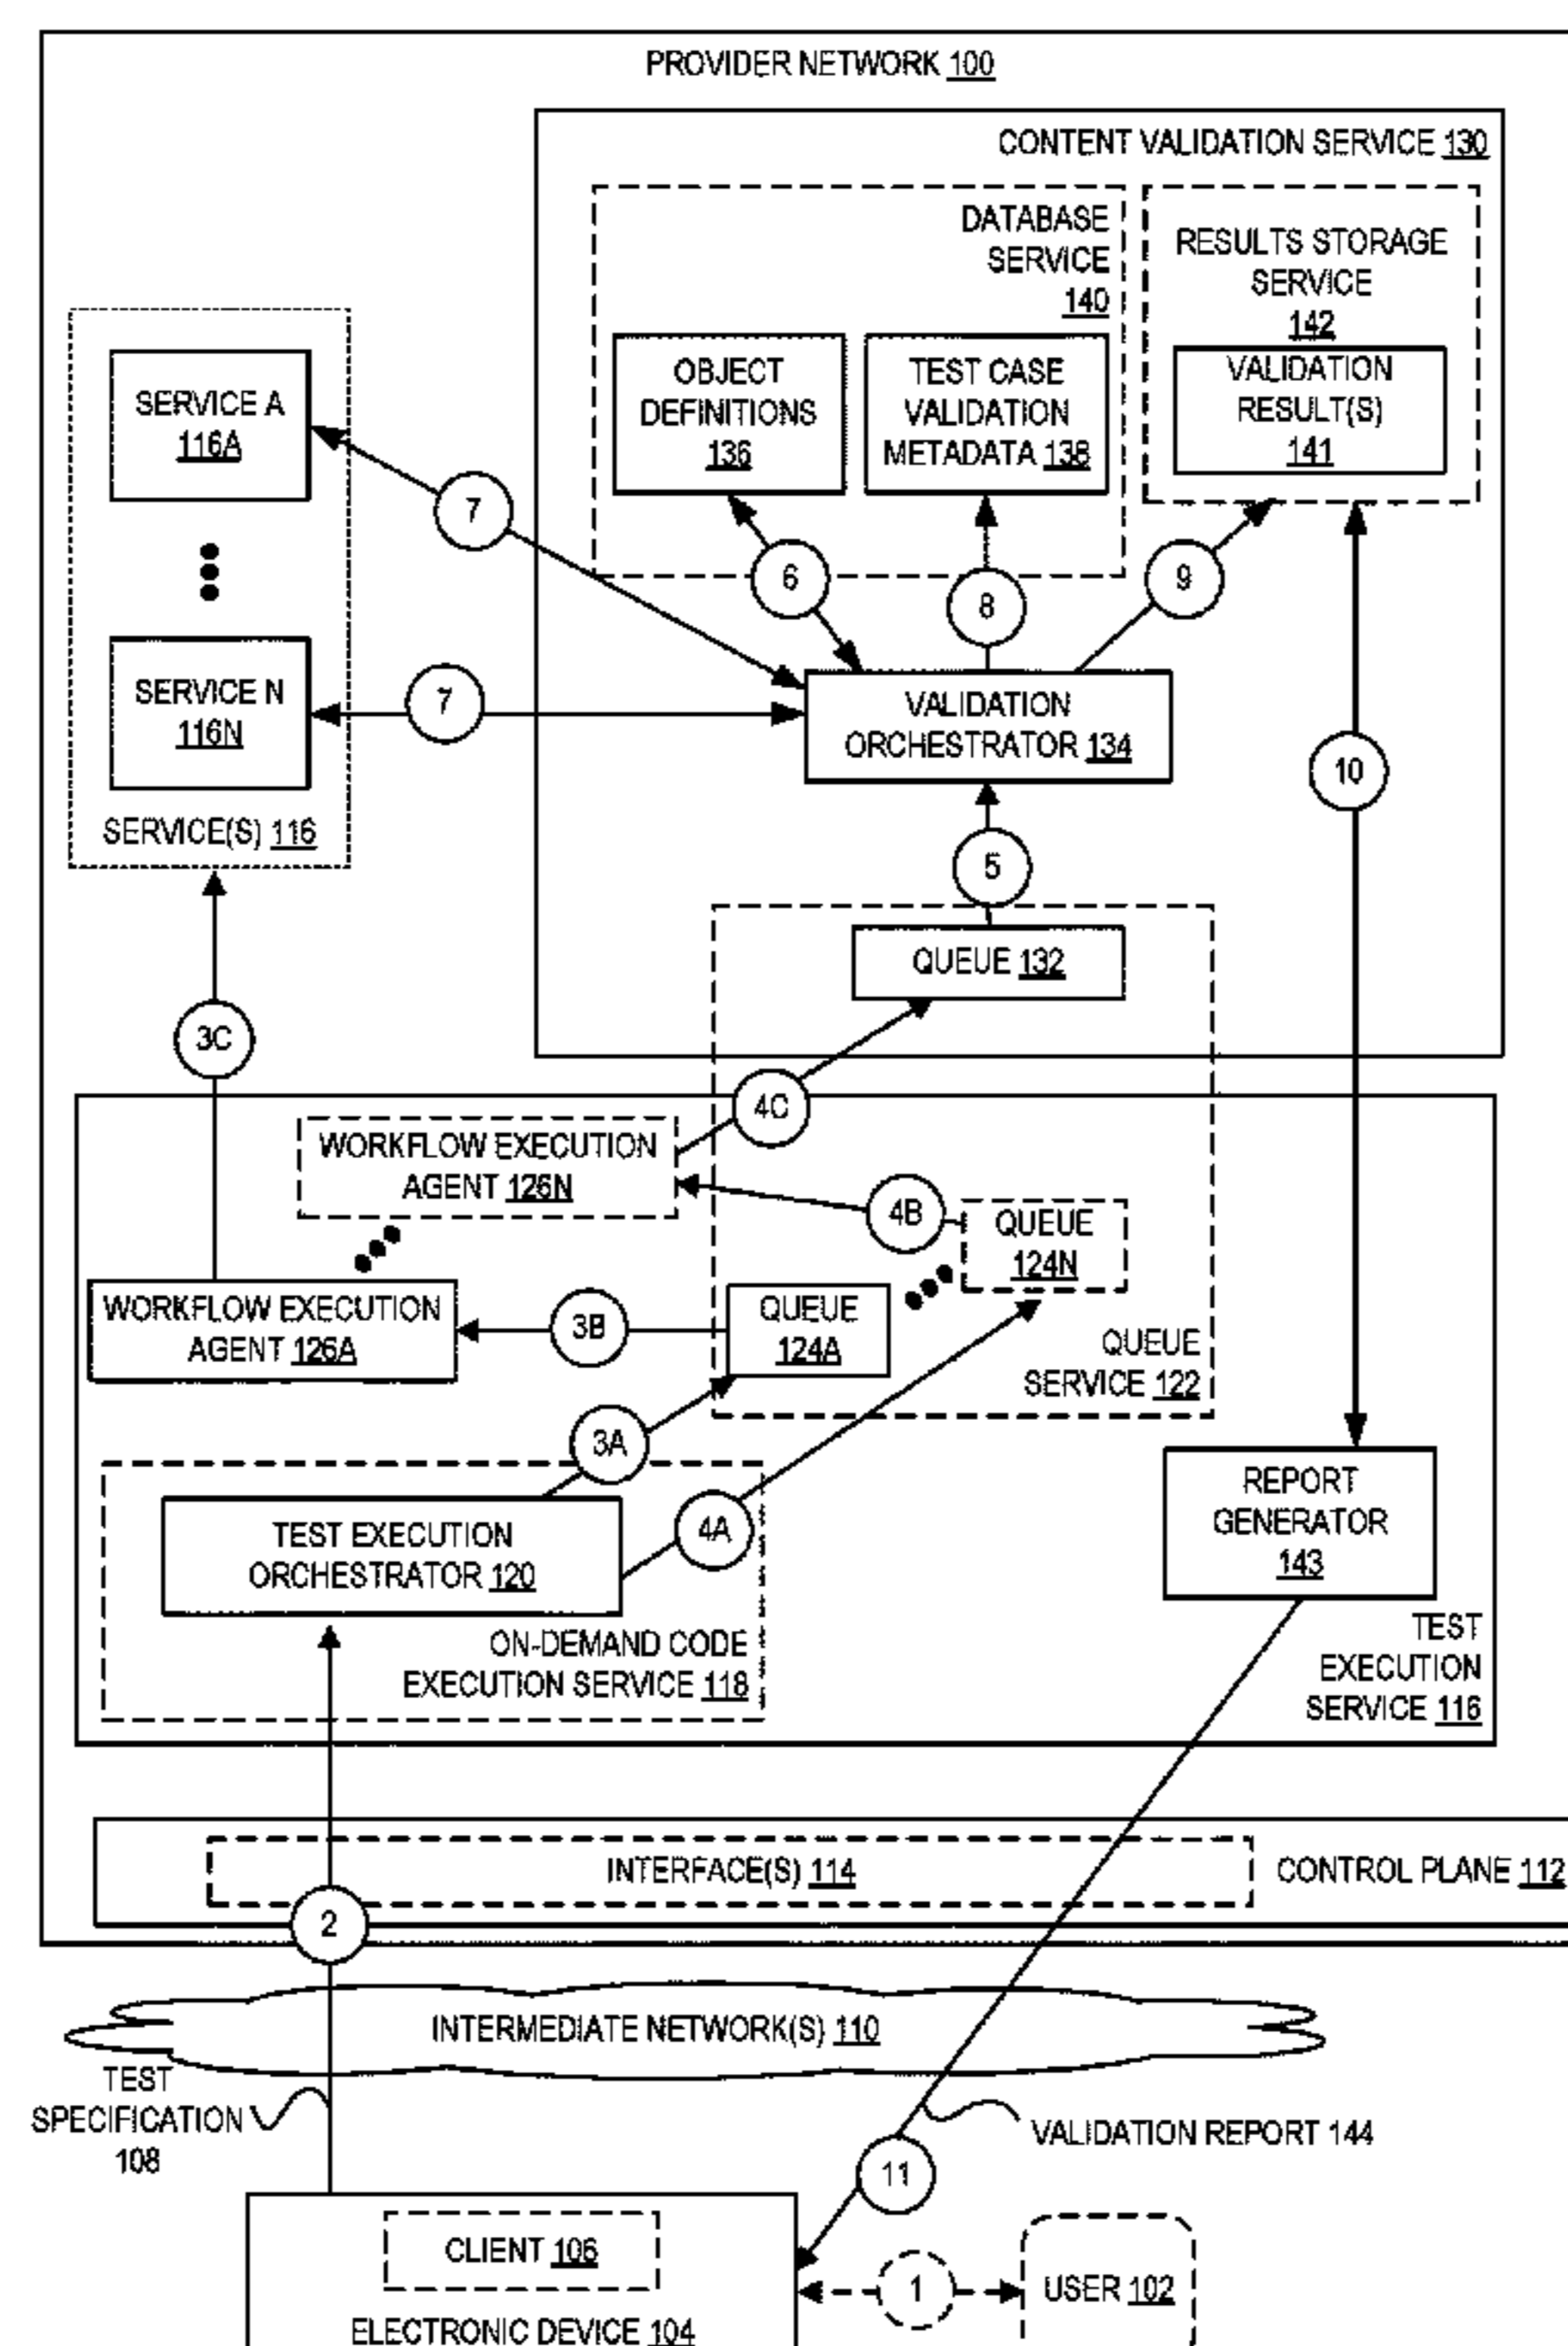 PROVIDER NETWORK 100
CONTENT VALIDATION SERVICE 130
DATABASE
SERVICE
140
RESULTS STORAGE
SERVICE
142
OBJECT
DEFINITIONS
136
TEST CASE
VALIDATION
METADATA 138
VALIDATION
RESULT(S)
141
SERVICE A
116A
7
6
8
9
SERVICE N
116N
7
VALIDATION
ORCHESTRATOR 134
10
SERVICE(S) 116
5
QUEUE 132
3C
4C
WORKFLOW EXECUTION
AGENT 126N
4B
QUEUE
124N
WORKFLOW EXECUTION
AGENT 126A
3B
QUEUE
124A
QUEUE
SERVICE 122
3A
4A
TEST EXECUTION
ORCHESTRATOR 120
REPORT
GENERATOR
143
ON-DEMAND CODE
EXECUTION SERVICE 118
TEST
EXECUTION
SERVICE 116
INTERFACE(S) 114
CONTROL PLANE 112
2
INTERMEDIATE NETWORK(S) 110
TEST
SPECIFICATION
108
VALIDATION REPORT 144
11
CLIENT 106
1
USER 102
ELECTRONIC DEVICE 104